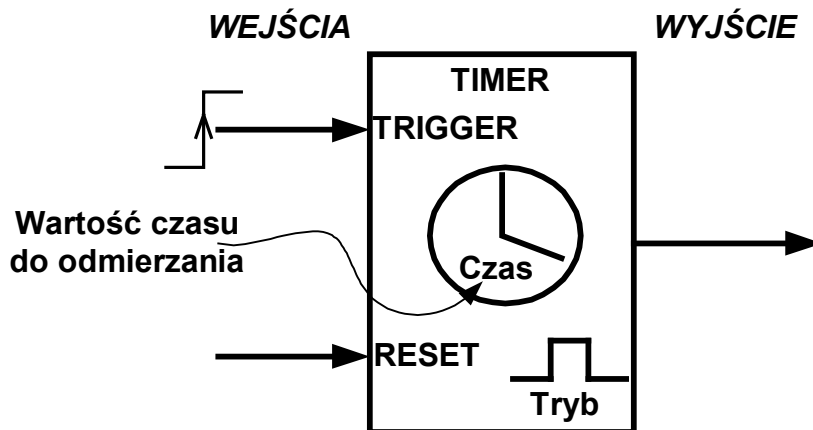 WEJŚCIA
WYJŚCIE
TIMER
TRIGGER
Wartość czasu
do odmierzania
Czas
RESET
Tryb